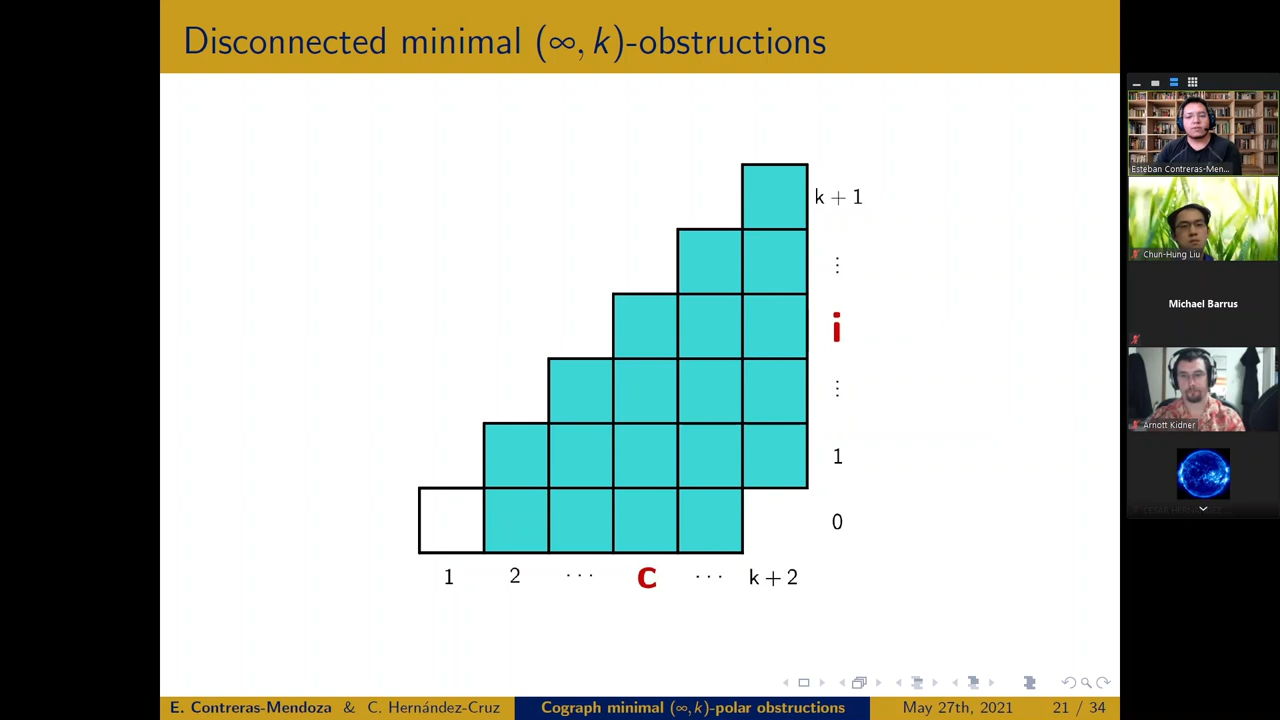 Disconnected minimal (∞, k)-obstructions
k + 1
⋮
i
⋮
1
0
1 2 ··· C ··· k + 2
E. Contreras-Mendoza & C. Hernández-Cruz Cograph minimal (∞, k)-polar obstructions May 27th, 2021 21 / 34
Esteban Contreras-Men...
Chun-Hung Liu
Michael Barrus
Arnott Kidner